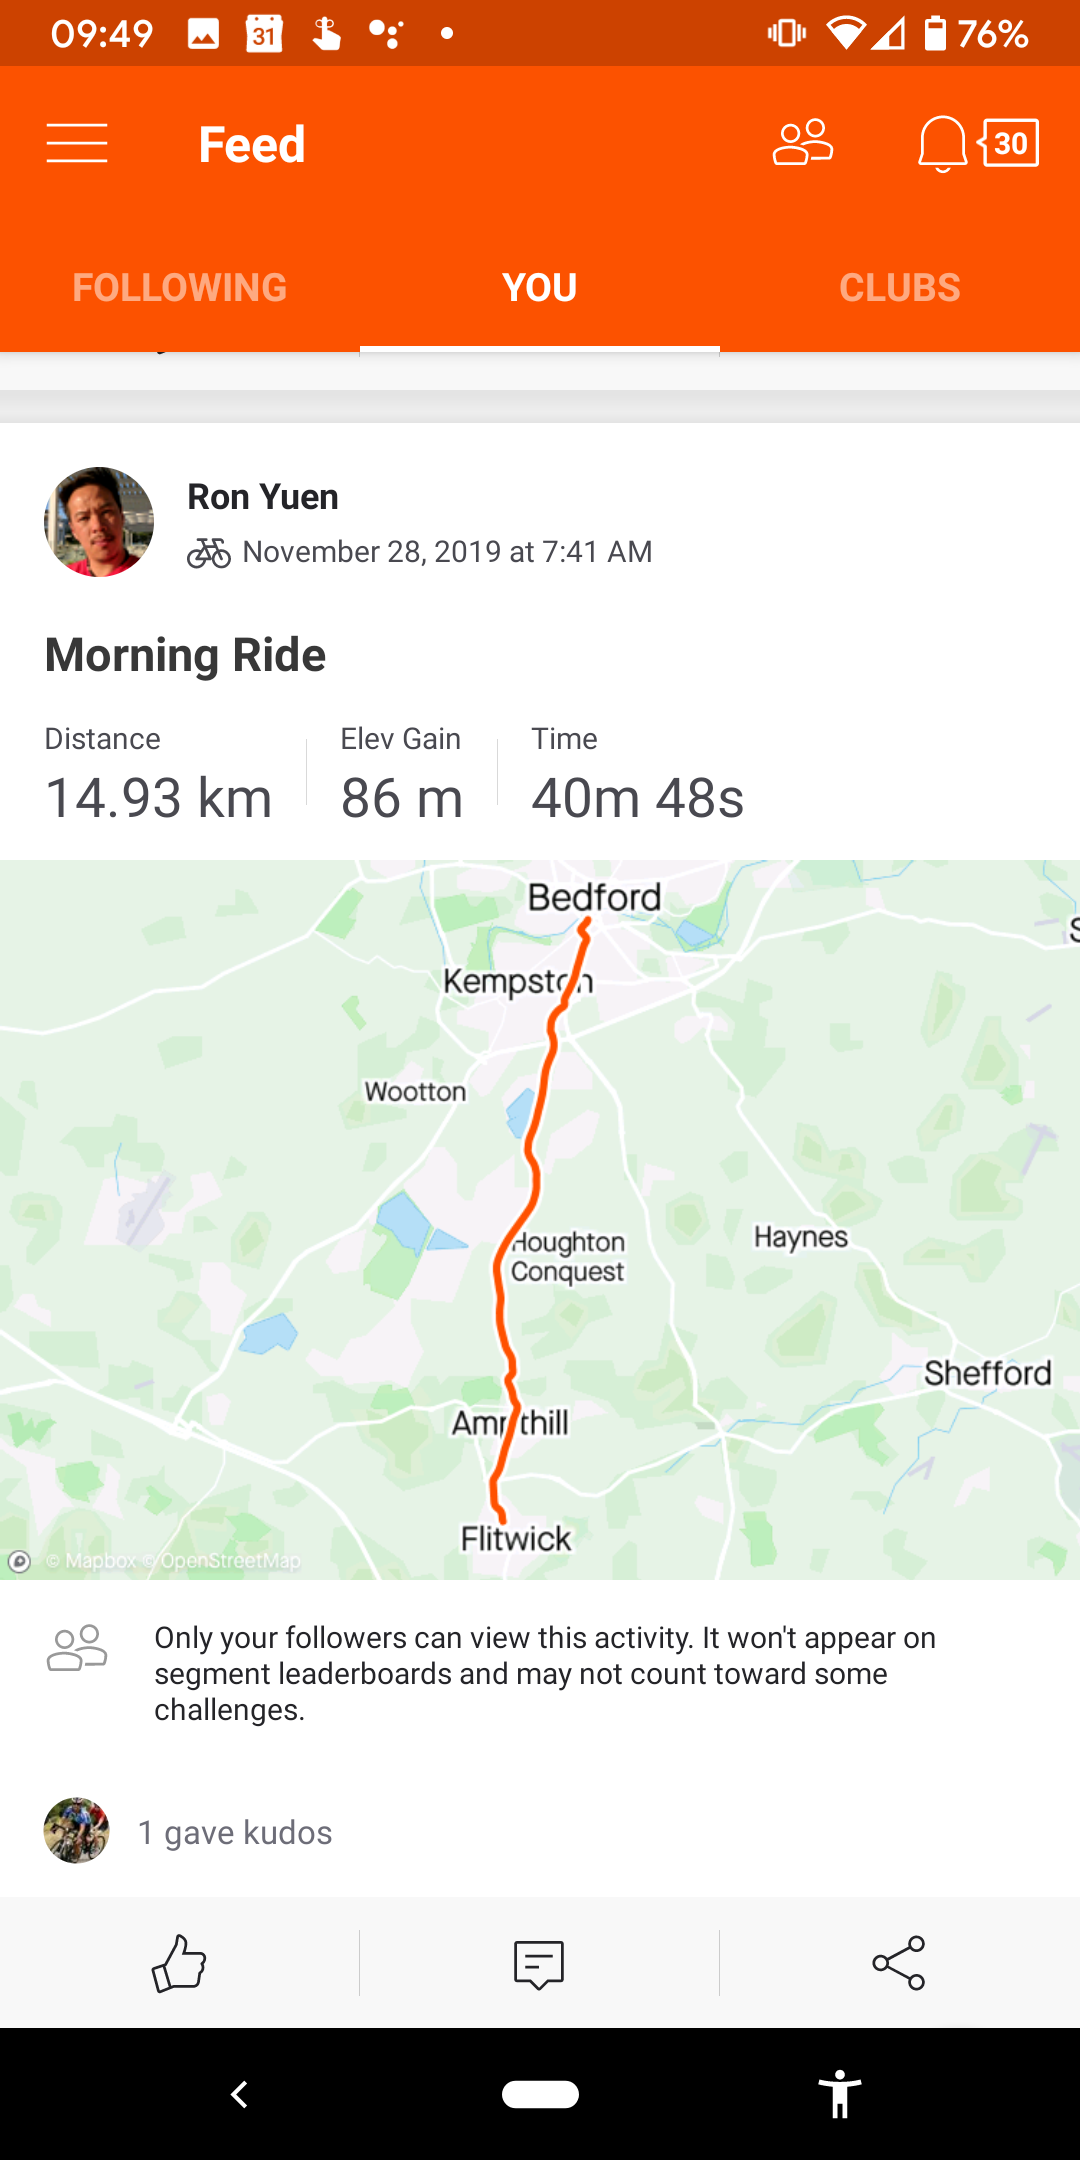 09:49
31
76%
Feed
30
FOLLOWING
YOU
CLUBS
Ron Yuen
November 28, 2019 at 7:41 AM
Morning Ride
Distance
Elev Gain
Time
14.93 km
86 m
40m 48s
Bedford
S
Kempston
Wootton
Houghton
Conquest
Haynes
Shefford
Ampthill
Flitwick
© Mapbox © OpenStreetMap
Only your followers can view this activity. It won't appear on
segment leaderboards and may not count toward some
challenges.
1 gave kudos